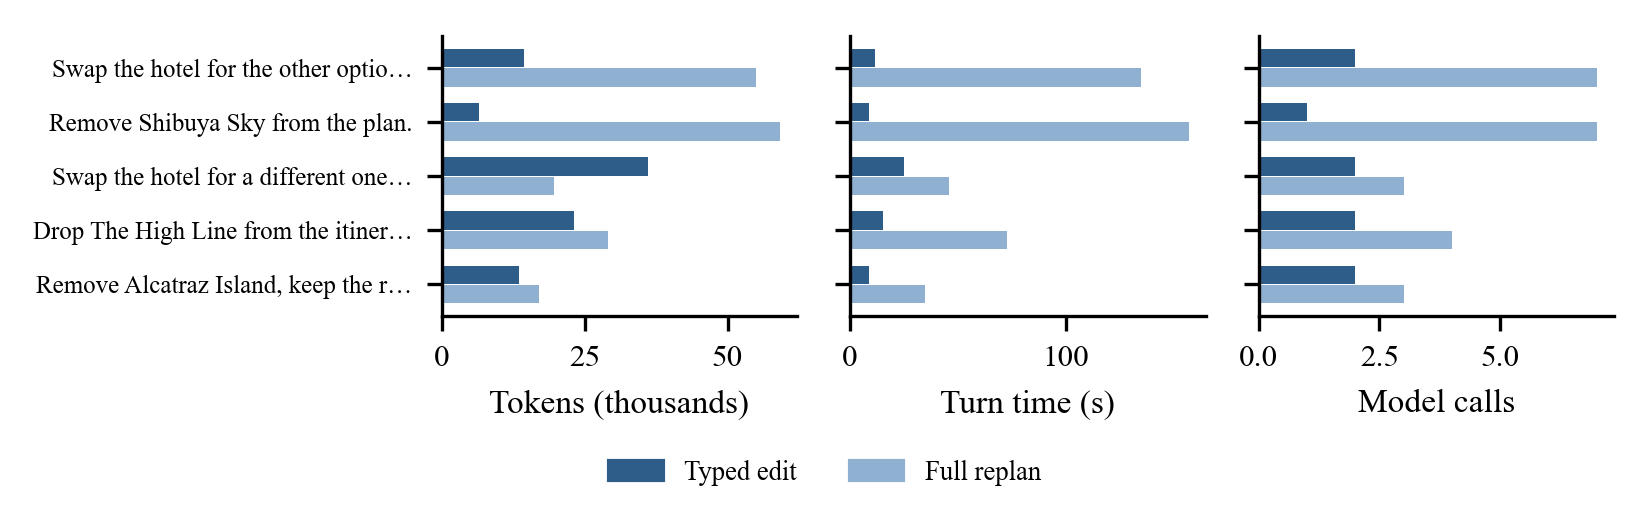 Swap the hotel for the other optio…
Remove Shibuya Sky from the plan.
Swap the hotel for a different one…
Drop The High Line from the itiner…
Remove Alcatraz Island, keep the r…
0 25 50
Tokens (thousands)
0 100
Turn time (s)
0.0 2.5 5.0
Model calls
Typed edit
Full replan